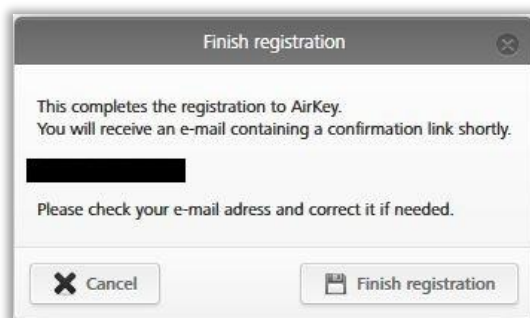 Finish registration
This completes the registration to AirKey.
You will receive an e-mail containing a confirmation link shortly.
Please check your e-mail adress and correct it if needed.
Cancel
Finish registration